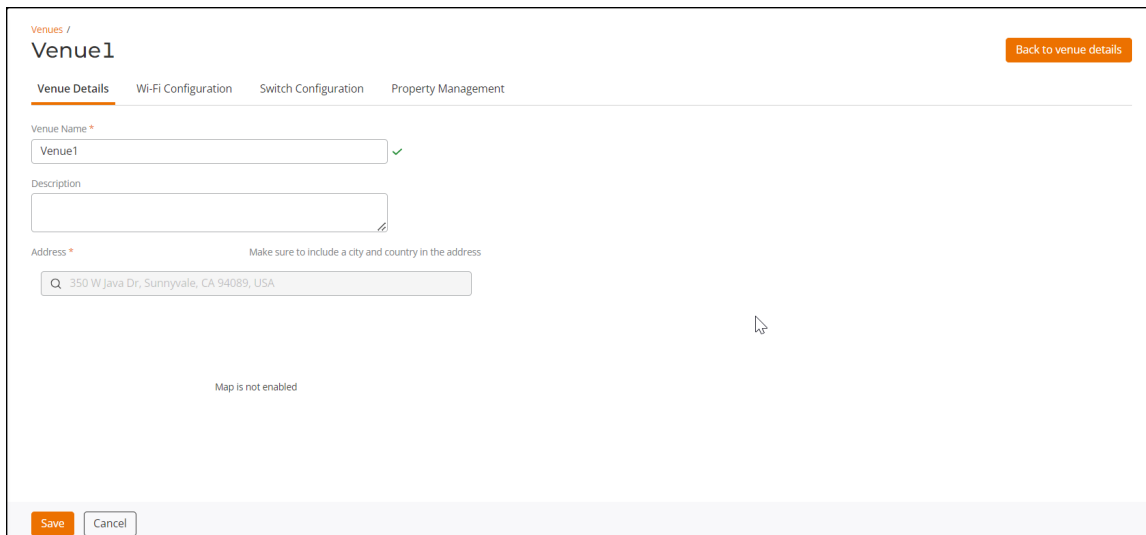 Venues /
Venue1
Back to venue details
Venue Details Wi-Fi Configuration Switch Configuration Property Management
Venue Name *
Venue1
Description
Address * Make sure to include a city and country in the address
350 W Java Dr, Sunnyvale, CA 94089, USA
Map is not enabled
Save Cancel